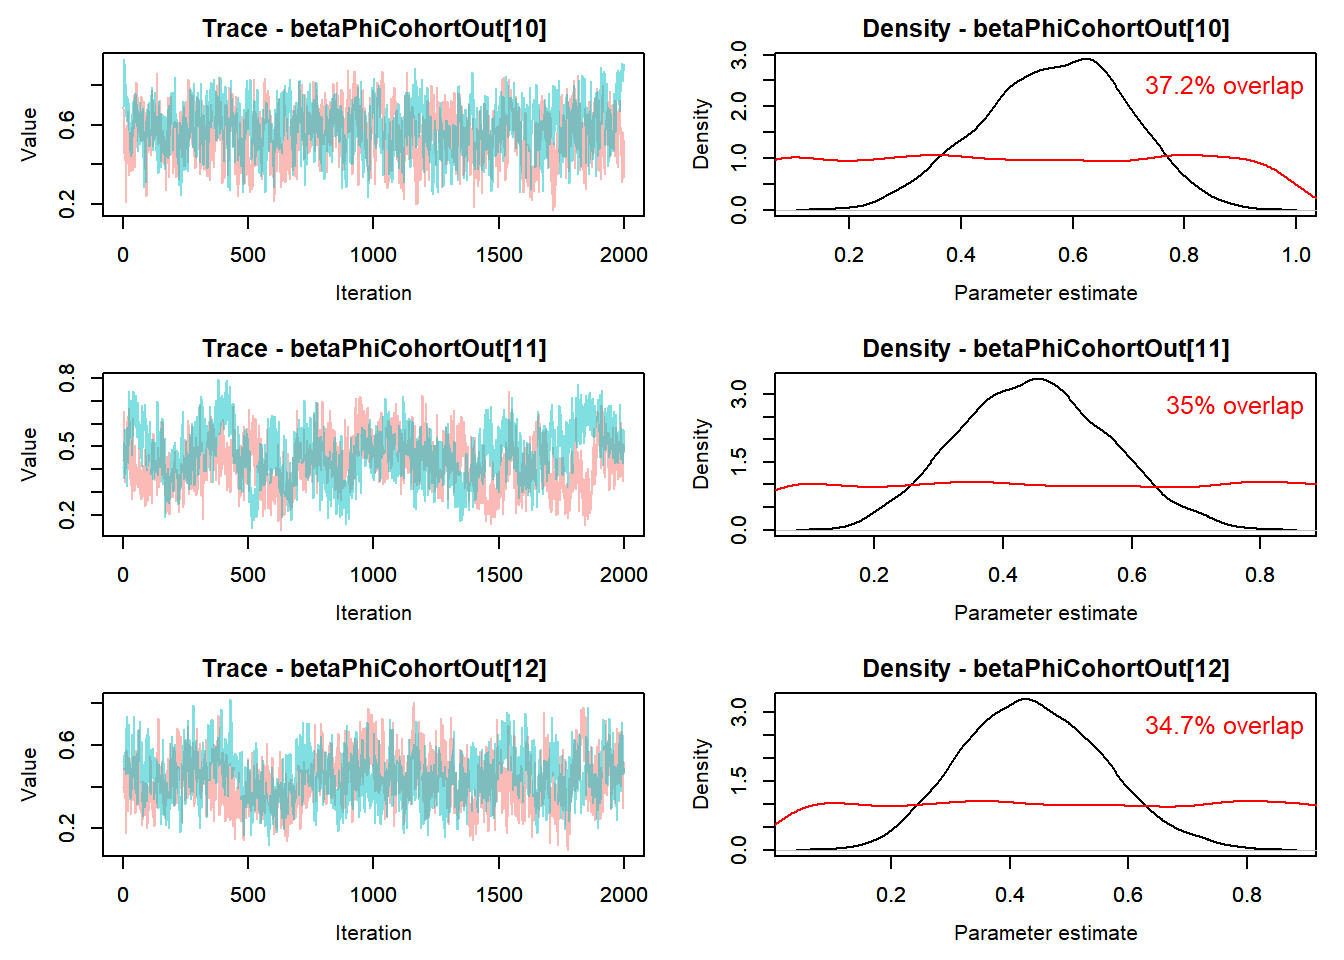 Trace - betaPhiCohortOut[10]
Value
0.2
0.6
0
500
1000
1500
2000
Iteration
Density - betaPhiCohortOut[10]
37.2% overlap
Density
0.0
1.0
2.0
3.0
0.2
0.4
0.6
0.8
1.0
Parameter estimate
Trace - betaPhiCohortOut[11]
Value
0.2
0.5
0.8
0
500
1000
1500
2000
Iteration
Density - betaPhiCohortOut[11]
35% overlap
Density
0.0
1.5
3.0
0.2
0.4
0.6
0.8
Parameter estimate
Trace - betaPhiCohortOut[12]
Value
0.2
0.6
0
500
1000
1500
2000
Iteration
Density - betaPhiCohortOut[12]
34.7% overlap
Density
0.0
1.5
3.0
0.2
0.4
0.6
0.8
Parameter estimate